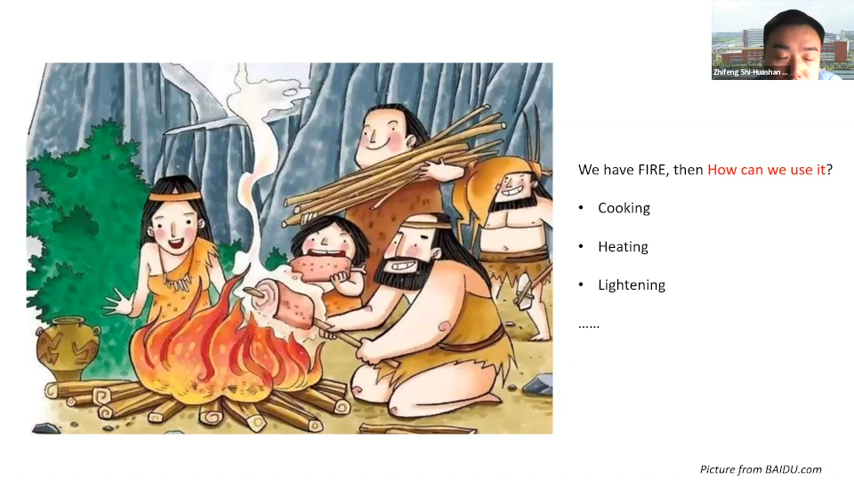 Zhifeng Shi-Huashan ...
We have FIRE, then How can we use it?
• Cooking
• Heating
• Lightening
......
Picture from BAIDU.com